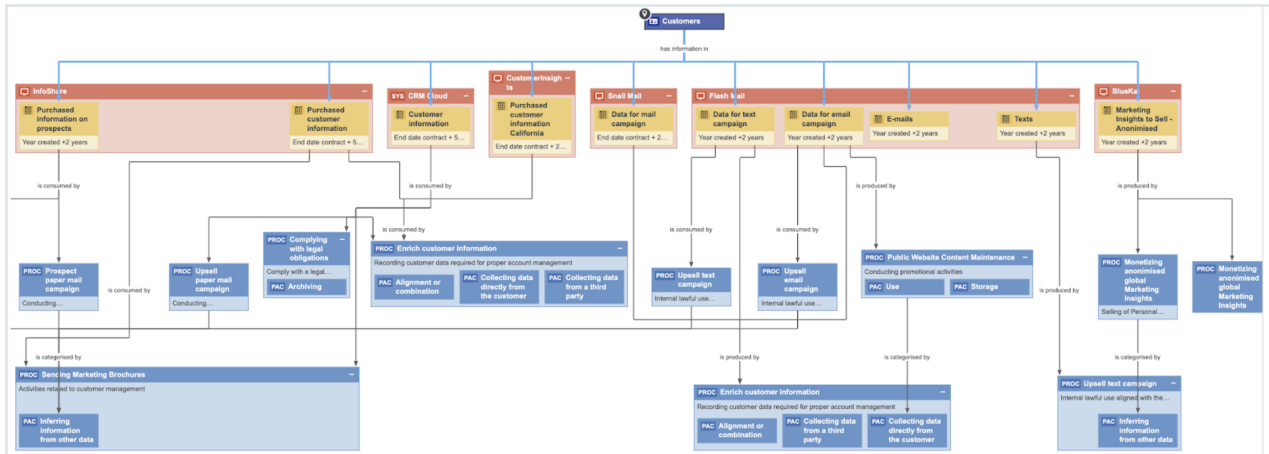 Customers
has information in
InfoShare
Purchased
information on
prospects
Year created +2 years
Purchased
customer
information
End date contract + 5...
SYS CRM Cloud
Customer
information
End date contract + 5...
CustomerInsigh
ts
Purchased
customer
information
California
End date contract + 2...
Snail Mail
Data for mail
campaign
End date contract + 2...
Flash Mail
Data for text
campaign
Year created +2 years
Data for email
campaign
Year created +2 years
E-mails
Year created +2 years
Texts
Year created +2 years
BlueKai
Marketing
Insights to Sell -
Anonimised
Year created +2 years
is consumed by
is consumed by
is consumed by
is produced by
is produced by
PROC Complying
with legal
obligations
Comply with a legal...
PAC Archiving
PROC Enrich customer information
Recording customer data required for proper account management
PAC Alignment or
combination
PAC Collecting data
directly from
the customer
PAC Collecting data
from a third
party
PROC Public Website Content Maintenance
Conducting promotional activities
PAC Use
PAC Storage
PROC Prospect
paper mail
campaign
Conducting...
PROC Upsell
paper mail
campaign
Conducting...
PROC Upsell text
campaign
Internal lawful use...
PROC Upsell
email
campaign
Internal lawful use...
PROC Monetizing
anonimised
global
Marketing
Insights
Selling of Personal...
PROC Monetizing
anonimised
global
Marketing
Insights
is consumed by
is produced by
is categorised by
is produced by
is categorised by
is categorised by
PROC Sending Marketing Brochures
Activities related to customer management
PAC Inferring
information
from other data
PROC Enrich customer information
Recording customer data required for proper account management
PAC Alignment or
combination
PAC Collecting data
from a third
party
PAC Collecting data
directly from
the customer
PROC Upsell text campaign
Internal lawful use aligned with the...
PAC Inferring
information
from other data